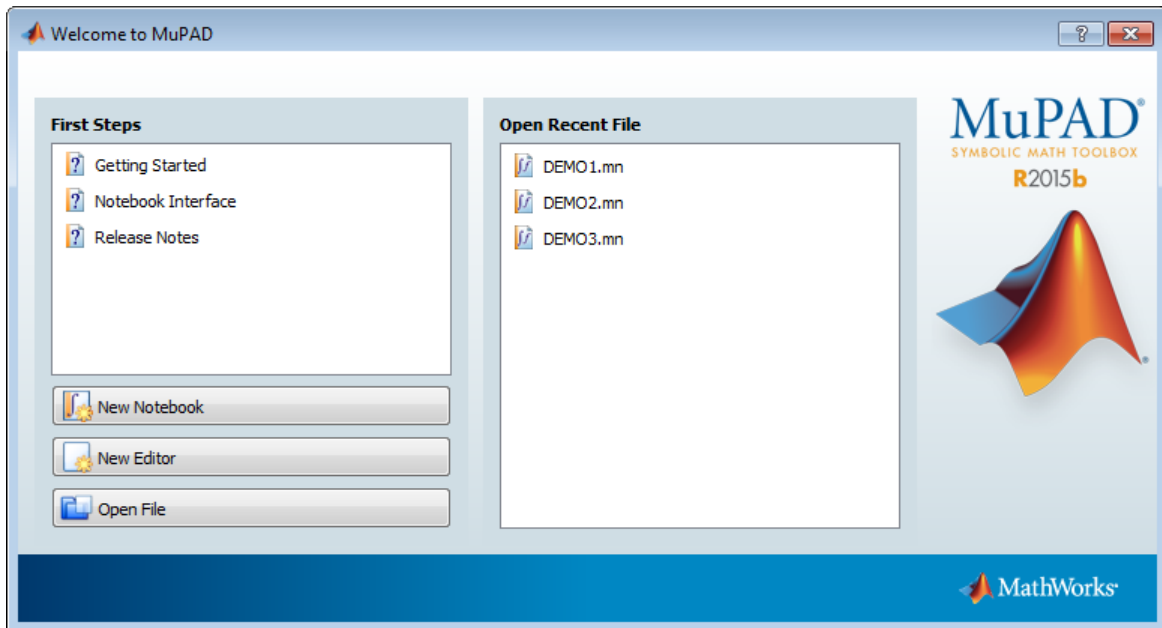 Welcome to MuPAD
First Steps
Getting Started
Notebook Interface
Release Notes
New Notebook
New Editor
Open File
Open Recent File
DEMO1.mn
DEMO2.mn
DEMO3.mn
MuPAD®
SYMBOLIC MATH TOOLBOX
R2015b
®
MathWorks®